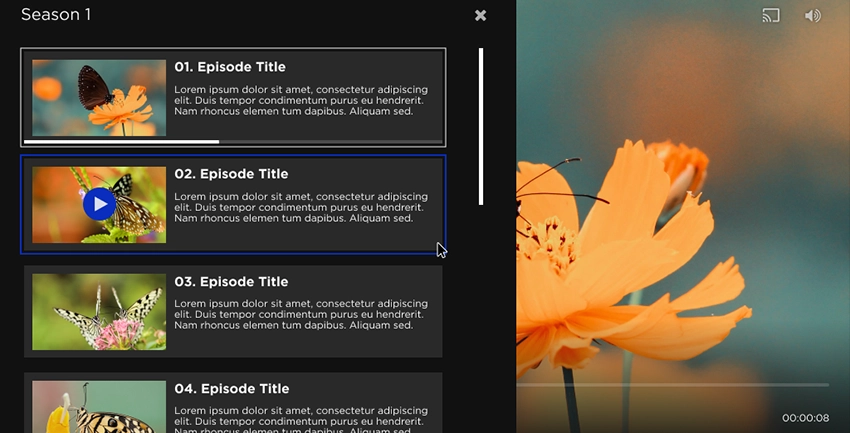 Season 1
01. Episode Title
Lorem ipsum dolor sit amet, consectetur adipiscing
elit. Duis tempor condimentum purus eu hendrerit.
Nam rhoncus elemen tum dapibus. Aliquam sed.
02. Episode Title
Lorem ipsum dolor sit amet, consectetur adipiscing
elit. Duis tempor condimentum purus eu hendrerit.
Nam rhoncus elemen tum dapibus. Aliquam sed.
03. Episode Title
Lorem ipsum dolor sit amet, consectetur adipiscing
elit. Duis tempor condimentum purus eu hendrerit.
Nam rhoncus elemen tum dapibus. Aliquam sed.
04. Episode Title
Lorem ipsum dolor sit amet, consectetur adipiscing
elit. Duis tempor condimentum purus eu hendrerit.
Nam rhoncus elemen tum dapibus. Aliquam sed.
00:00:08